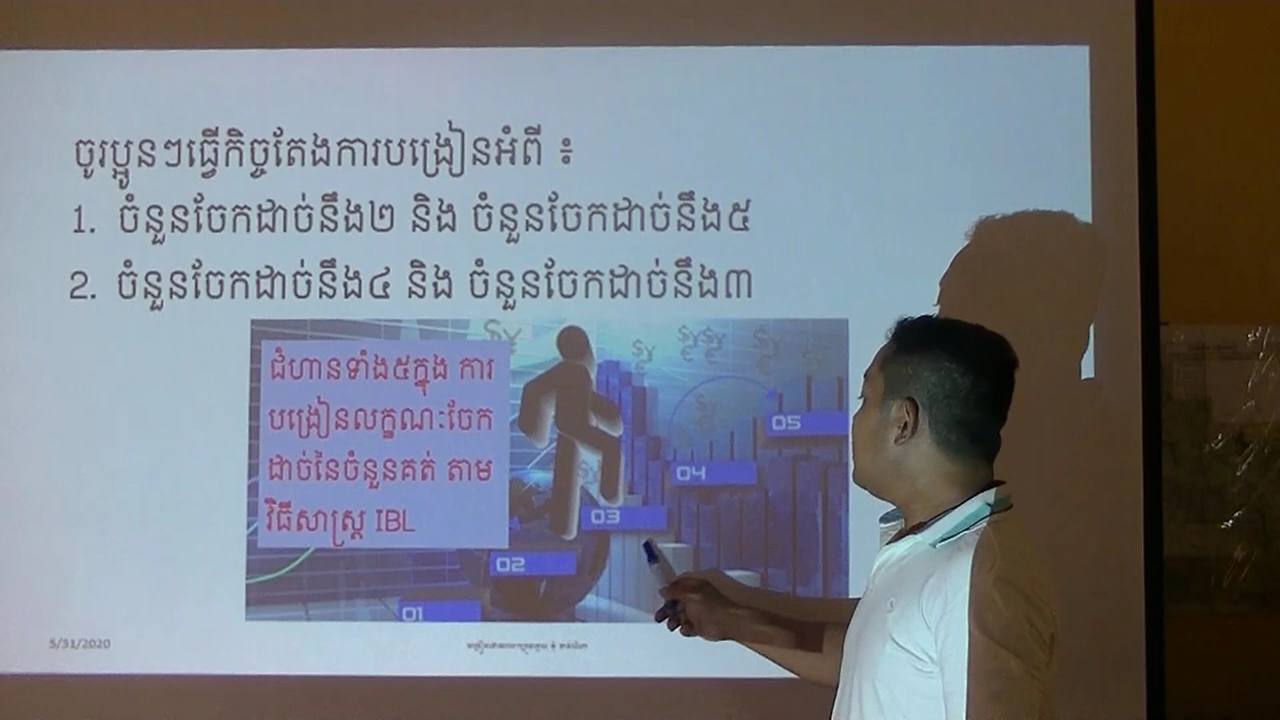 ចូរប្អូនៗធ្វើកិច្ចតែងការបង្រៀនអំពី ៖
1. ចំនួនចែកដាច់នឹង២ និង ចំនួនចែកដាច់នឹង៥
2. ចំនួនចែកដាច់នឹង៤ និង ចំនួនចែកដាច់នឹង៣
ជំហានទាំង៥ក្នុង ការ
បង្រៀនលក្ខណៈចែក
ដាច់នៃចំនួនគត់ តាម
វិធីសាស្ត្រ IBL
05
04
03
02
01
5/31/2020